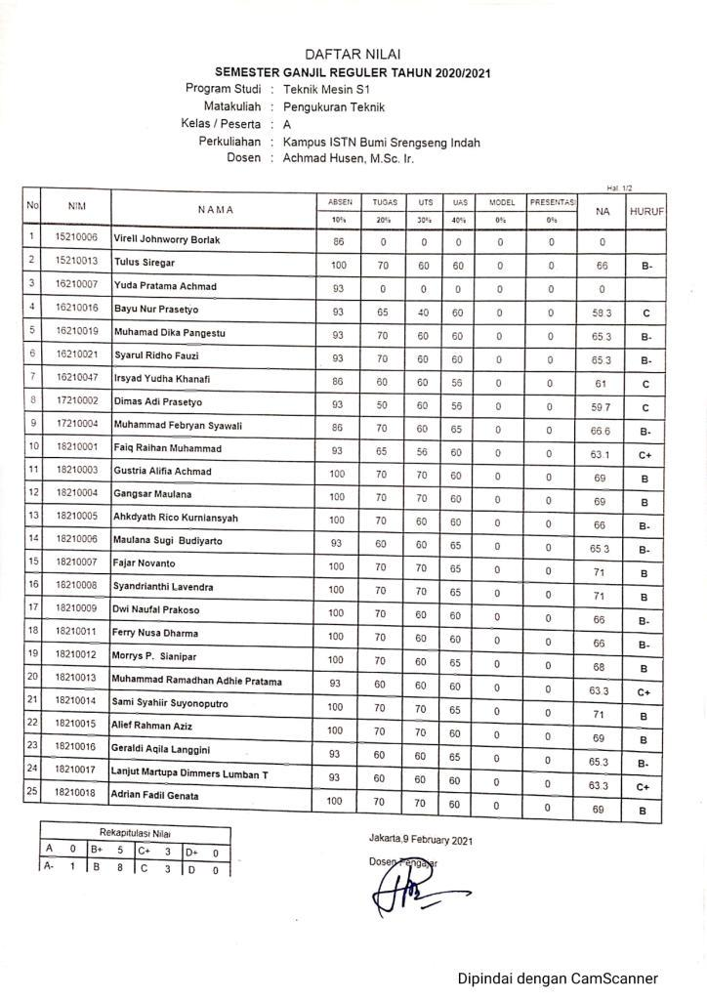 DAFTAR NILAI
SEMESTER GANJIL REGULER TAHUN 2020/2021
Program Studi : Teknik Mesin S1
Matakuliah : Pengukuran Teknik
Kelas / Peserta : A
Perkuliahan : Kampus ISTN Bumi Srengseng Indah
Dosen : Achmad Husen, M.Sc. Ir.
Hal. 1/2
No NIM NAMA ABSEN TUGAS UTS UAS MODEL PRESENTASI NA HURUF
10% 20% 30% 40% 0% 0%
1 15210006 Virell Johnworry Borlak 86 0 0 0 0 0 0
2 15210013 Tulus Siregar 100 70 60 60 0 0 66 B-
3 16210007 Yuda Pratama Achmad 93 0 0 0 0 0 0
4 16210016 Bayu Nur Prasetyo 93 65 40 60 0 0 58.3 C
5 16210019 Muhamad Dika Pangestu 93 70 60 60 0 0 65.3 B-
6 16210021 Syarul Ridho Fauzi 93 70 60 60 0 0 65.3 B-
7 16210047 Irsyad Yudha Khanafi 86 60 60 56 0 0 61 C
8 17210002 Dimas Adi Prasetyo 93 50 60 56 0 0 59.7 C
9 17210004 Muhammad Febryan Syawali 86 70 60 65 0 0 66.6 B-
10 18210001 Faiq Raihan Muhammad 93 65 56 60 0 0 63.1 C+
11 18210003 Gustria Alifia Achmad 100 70 70 60 0 0 69 B
12 18210004 Gangsar Maulana 100 70 70 60 0 0 69 B
13 18210005 Ahkdyath Rico Kurniansyah 100 70 60 60 0 0 66 B-
14 18210006 Maulana Sugi Budiyarto 93 60 60 65 0 0 65.3 B-
15 18210007 Fajar Novanto 100 70 70 65 0 0 71 B
16 18210008 Syandrianthi Lavendra 100 70 70 65 0 0 71 B
17 18210009 Dwi Naufal Prakoso 100 70 60 60 0 0 66 B-
18 18210011 Ferry Nusa Dharma 100 70 60 60 0 0 66 B-
19 18210012 Morrys P. Sianipar 100 70 60 65 0 0 68 B
20 18210013 Muhammad Ramadhan Adhie Pratama 93 60 60 60 0 0 63.3 C+
21 18210014 Sami Syahiir Suyonoputro 100 70 70 65 0 0 71 B
22 18210015 Alief Rahman Aziz 100 70 70 60 0 0 69 B
23 18210016 Geraldi Aqila Langgini 93 60 60 65 0 0 65.3 B-
24 18210017 Lanjut Martupa Dimmers Lumban T 93 60 60 60 0 0 63.3 C+
25 18210018 Adrian Fadil Genata 100 70 70 60 0 0 69 B
Rekapitulasi Nilai
A 0 B+ 5 C+ 3 D+ 0
A- 1 B 8 C 3 D 0
Jakarta,9 February 2021
Dosen Pengajar
Dipindai dengan CamScanner